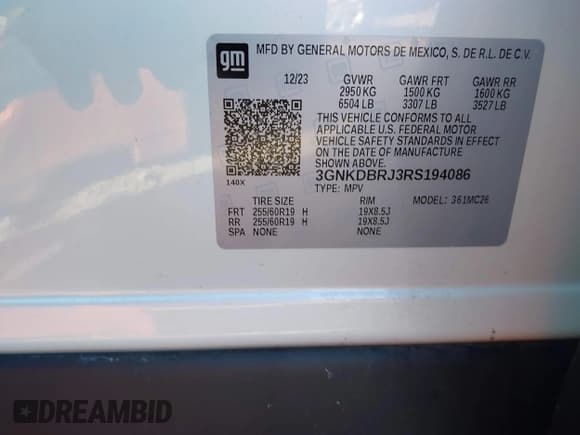 gm MFD BY GENERAL MOTORS DE MEXICO, S. DE R.L. DE C.V.
12/23 GVWR GAWR FRT GAWR RR
2950 KG 1500 KG 1600 KG
6504 LB 3307 LB 3527 LB
THIS VEHICLE CONFORMS TO ALL
APPLICABLE U.S. FEDERAL MOTOR
VEHICLE SAFETY STANDARDS IN EFFECT
ON THE DATE OF MANUFACTURE
SHOWN ABOVE.
3GNKDBRJ3RS194086
140X TYPE: MPV
TIRE SIZE RIM MODEL: 361MC26
FRT 255/60R19 H 19X8.5J
RR 255/60R19 H 19X8.5J
SPA NONE NONE
DREAMBID